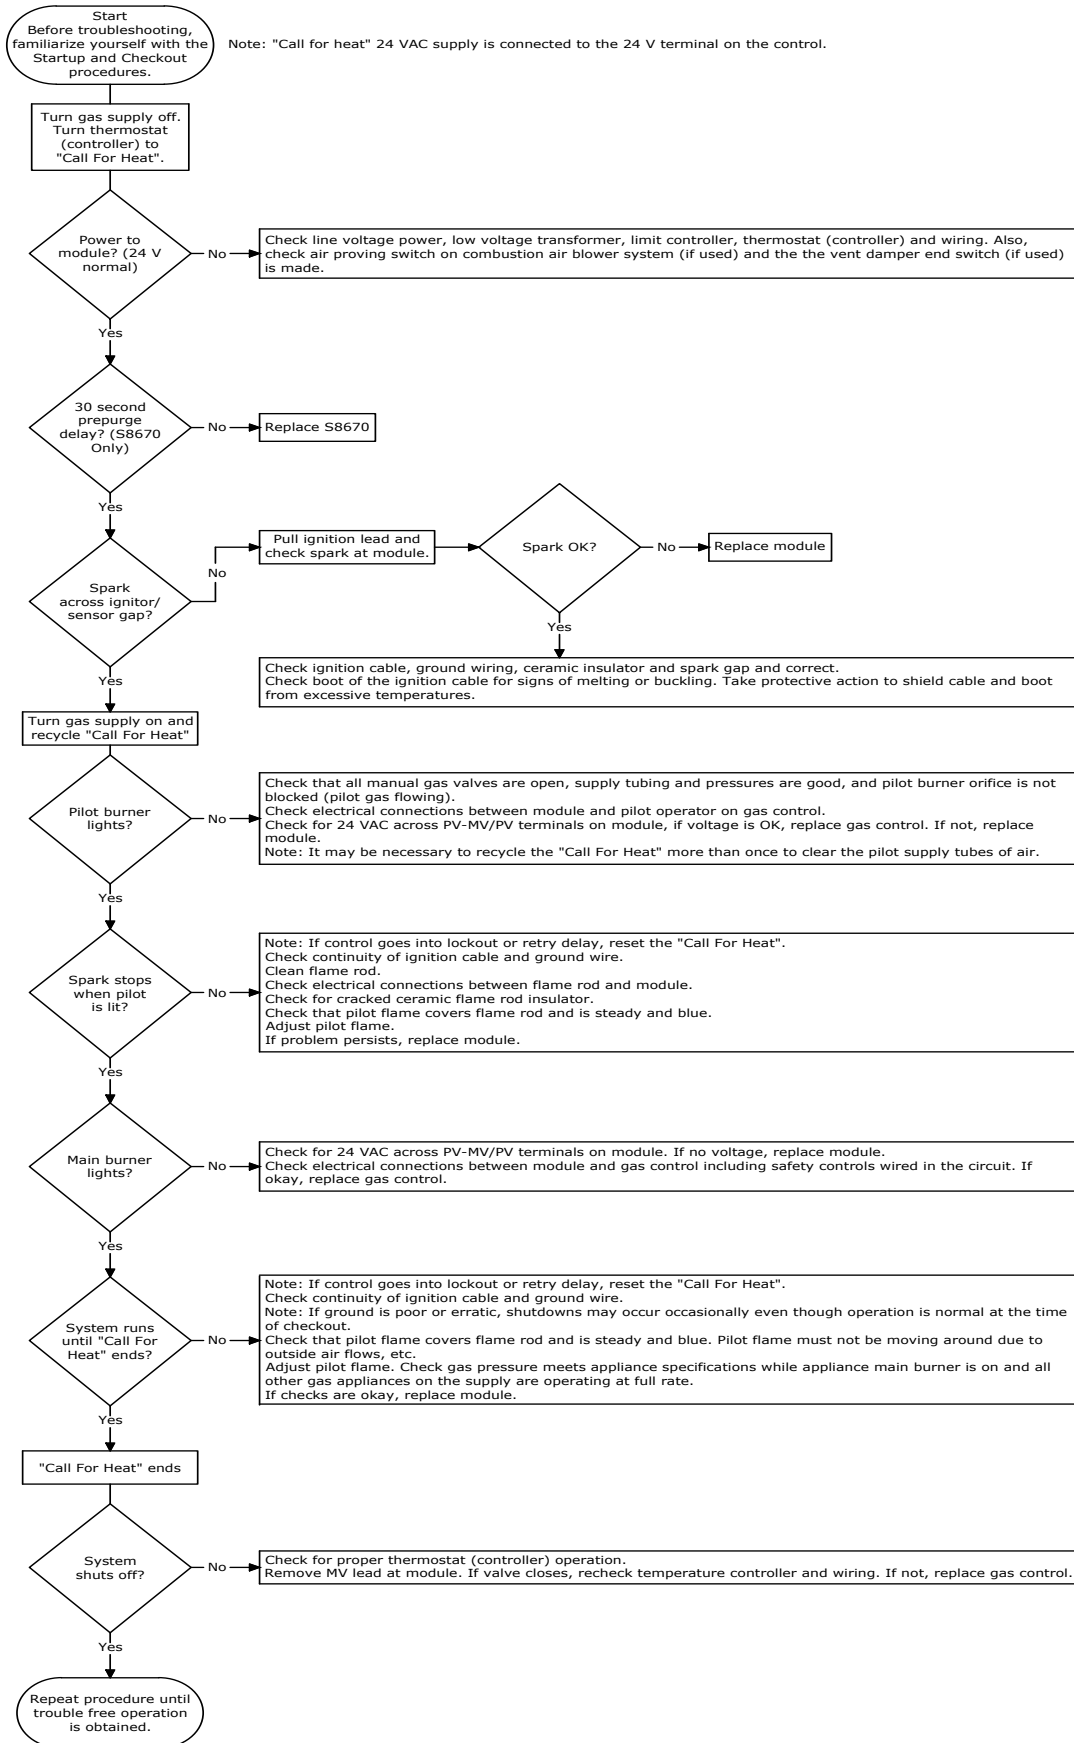 Start
Before troubleshooting,
familiarize yourself with the
Startup and Checkout
procedures.
Note: "Call for heat" 24 VAC supply is connected to the 24 V terminal on the control.
Turn gas supply off.
Turn thermostat
(controller) to
"Call For Heat".
Power to
module? (24 V
normal)
No
Check line voltage power, low voltage transformer, limit controller, thermostat (controller) and wiring. Also,
check air proving switch on combustion air blower system (if used) and the the vent damper end switch (if used)
is made.
Yes
30 second
prepurge
delay? (S8670
Only)
No
Replace S8670
Yes
Spark
across ignitor/
sensor gap?
No
Pull ignition lead and
check spark at module.
Spark OK?
No
Replace module
Yes
Check ignition cable, ground wiring, ceramic insulator and spark gap and correct.
Check boot of the ignition cable for signs of melting or buckling. Take protective action to shield cable and boot
from excessive temperatures.
Yes
Turn gas supply on and
recycle "Call For Heat"
Pilot burner
lights?
No
Check that all manual gas valves are open, supply tubing and pressures are good, and pilot burner orifice is not
blocked (pilot gas flowing).
Check electrical connections between module and pilot operator on gas control.
Check for 24 VAC across PV-MV/PV terminals on module, if voltage is OK, replace gas control. If not, replace
module.
Note: It may be necessary to recycle the "Call For Heat" more than once to clear the pilot supply tubes of air.
Yes
Spark stops
when pilot
is lit?
No
Note: If control goes into lockout or retry delay, reset the "Call For Heat".
Check continuity of ignition cable and ground wire.
Clean flame rod.
Check electrical connections between flame rod and module.
Check for cracked ceramic flame rod insulator.
Check that pilot flame covers flame rod and is steady and blue.
Adjust pilot flame.
If problem persists, replace module.
Yes
Main burner
lights?
No
Check for 24 VAC across PV-MV/PV terminals on module. If no voltage, replace module.
Check electrical connections between module and gas control including safety controls wired in the circuit. If
okay, replace gas control.
Yes
System runs
until "Call For
Heat" ends?
No
Note: If control goes into lockout or retry delay, reset the "Call For Heat".
Check continuity of ignition cable and ground wire.
Note: If ground is poor or erratic, shutdowns may occur occasionally even though operation is normal at the time
of checkout.
Check that pilot flame covers flame rod and is steady and blue. Pilot flame must not be moving around due to
outside air flows, etc.
Adjust pilot flame. Check gas pressure meets appliance specifications while appliance main burner is on and all
other gas appliances on the supply are operating at full rate.
If checks are okay, replace module.
Yes
"Call For Heat" ends
System
shuts off?
No
Check for proper thermostat (controller) operation.
Remove MV lead at module. If valve closes, recheck temperature controller and wiring. If not, replace gas control.
Yes
Repeat procedure until
trouble free operation
is obtained.